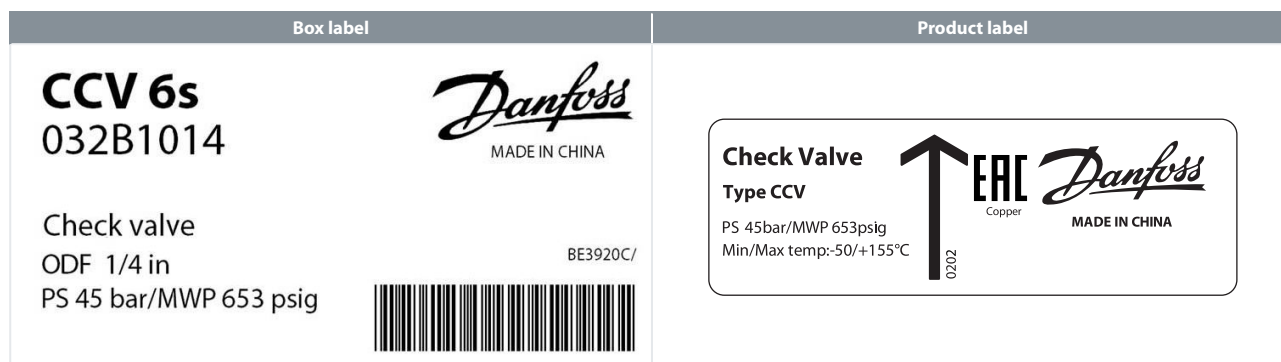 Box label
CCV 6s
032B1014
Danfoss
MADE IN CHINA
Check valve
ODF 1/4 in
PS 45 bar/MWP 653 psig
BE3920C/
Product label
Check Valve
Type CCV
PS 45bar/MWP 653psig
Min/Max temp:-50/+155°C
0202
EAC
Copper
Danfoss
MADE IN CHINA